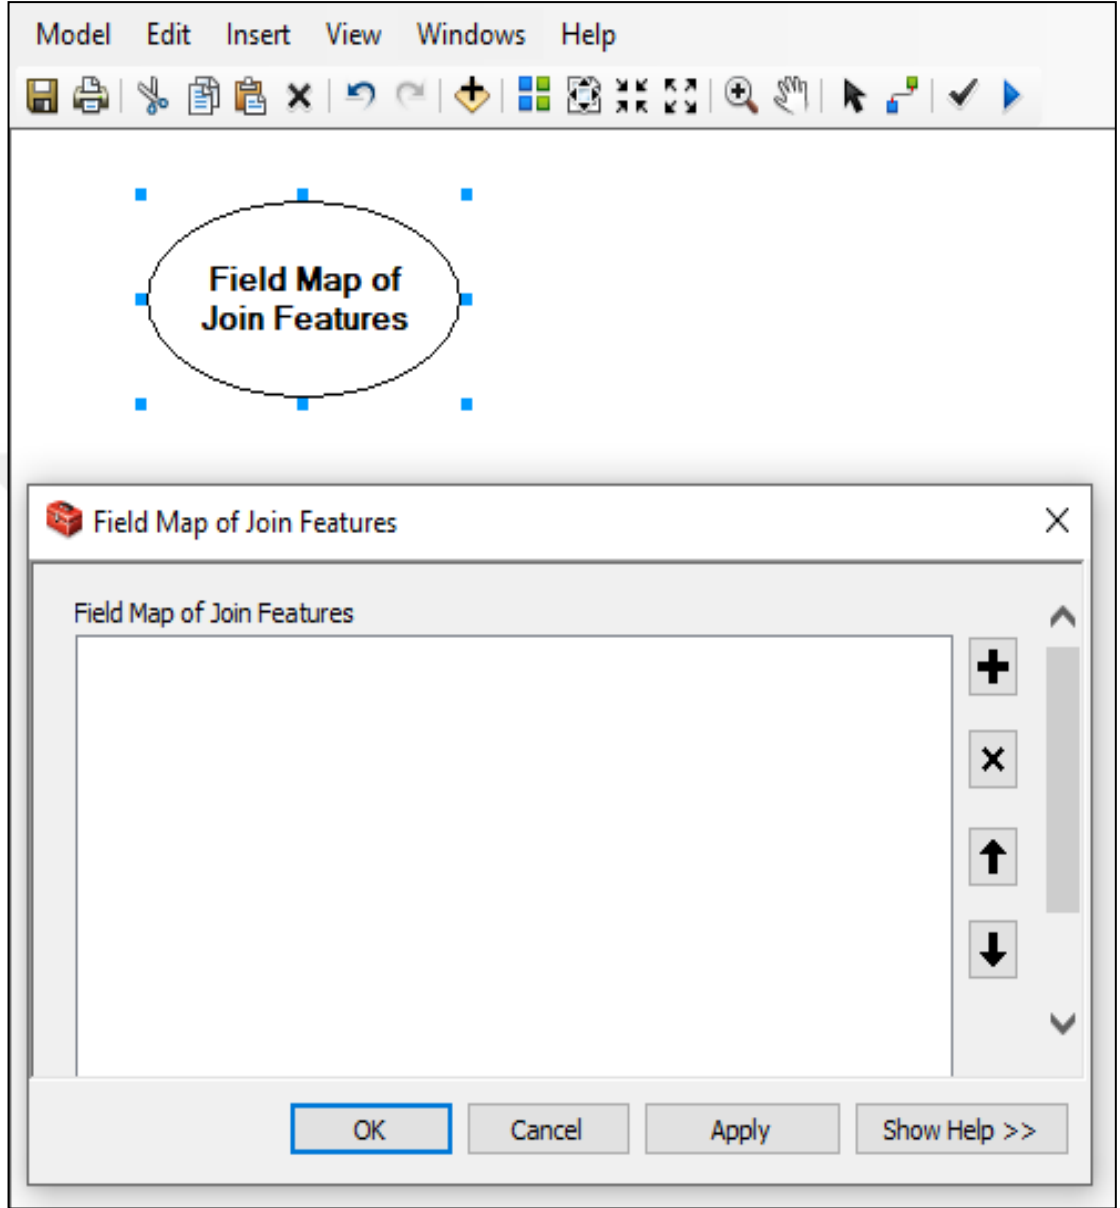 Model Edit Insert View Windows Help
Field Map of
Join Features
Field Map of Join Features
Field Map of Join Features
OK Cancel Apply Show Help >>